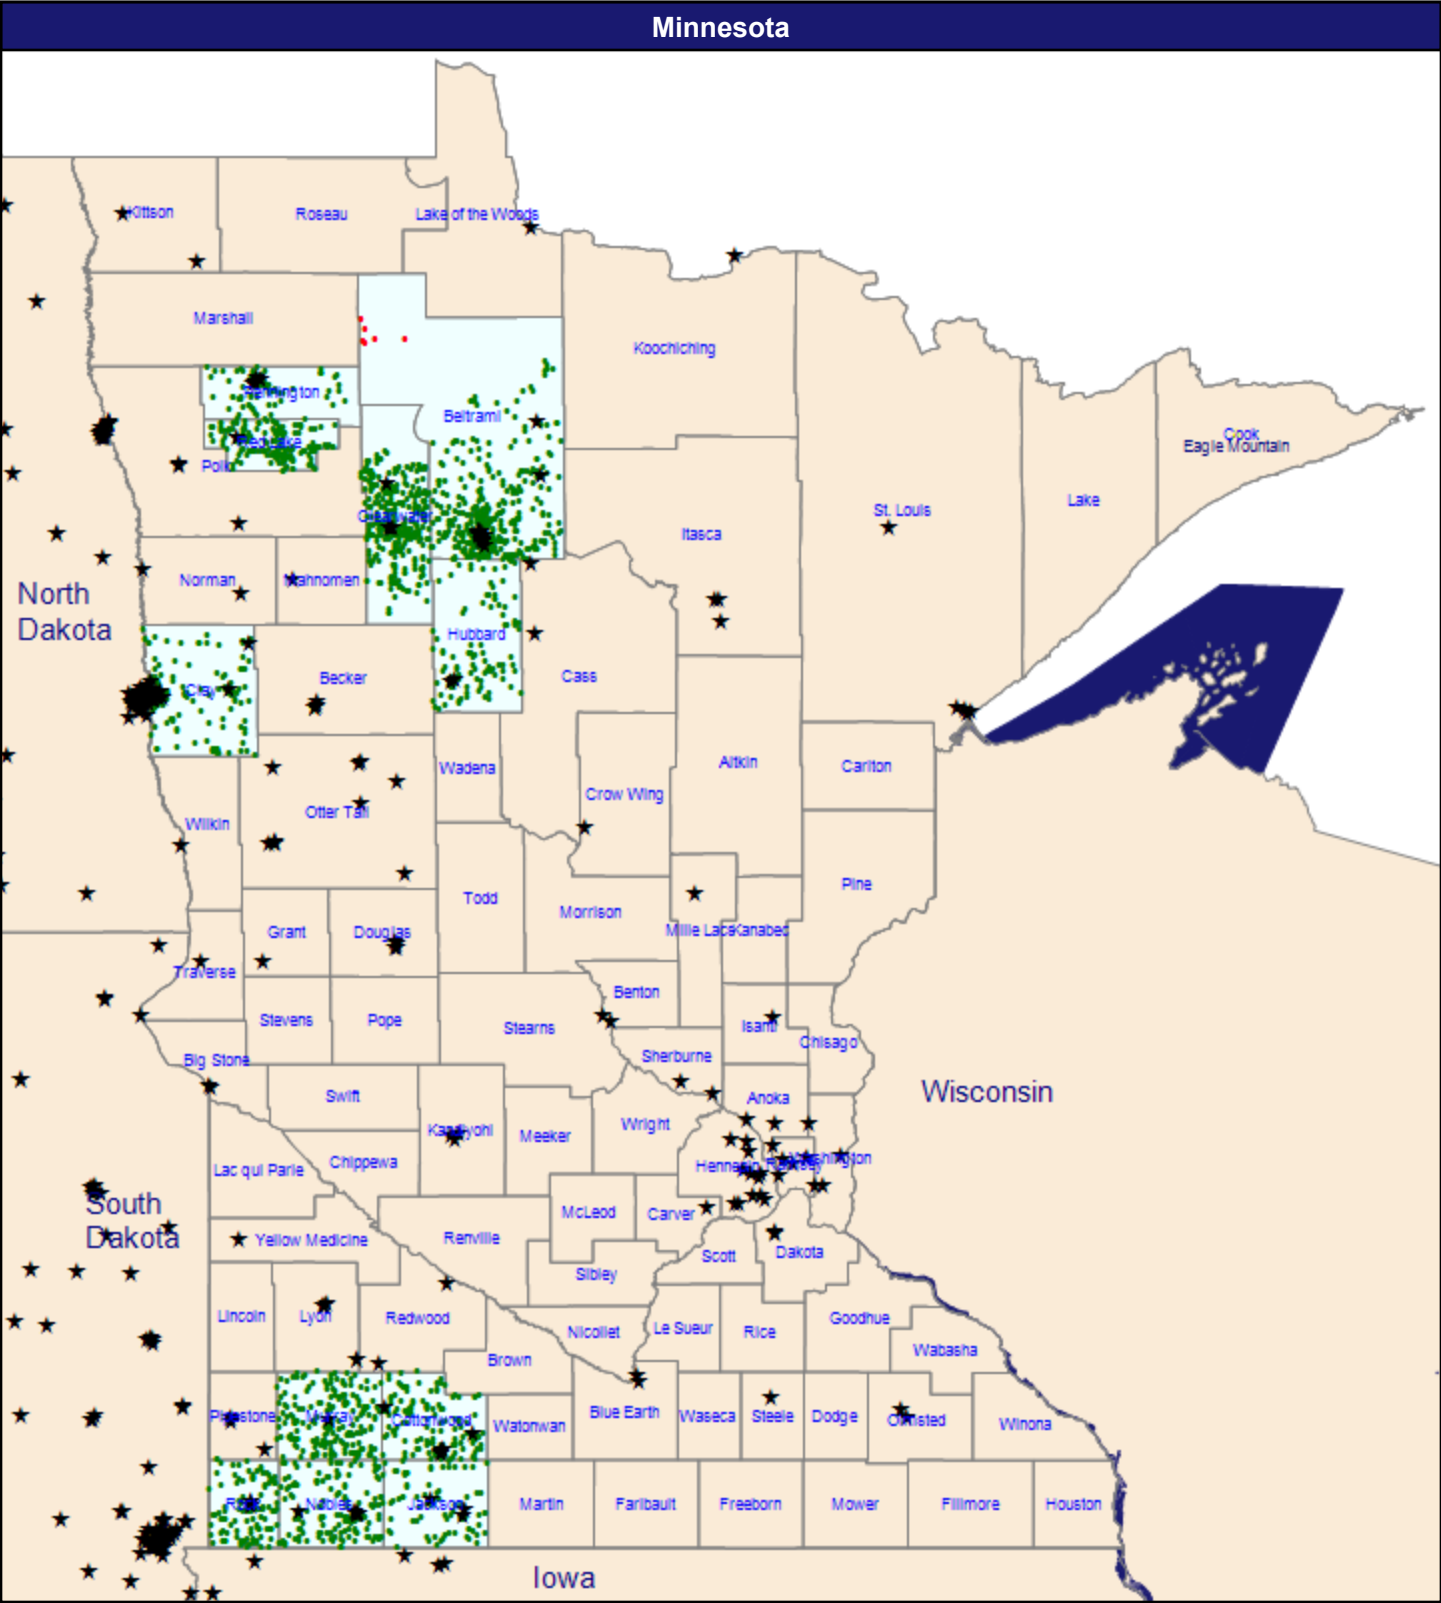 Minnesota
Kittson
Roseau
Lake of the Woods
Marshall
Koochiching
Pennington
Beltrami
Red Lake
Polk
Cook
Eagle Mountain
Clearwater
St. Louis
Lake
Itasca
North
Dakota
Norman
Mahnomen
Hubbard
Clay
Becker
Cass
Wadena
Aitkin
Carlton
Crow Wing
Otter Tail
Wilkin
Todd
Morrison
Pine
Grant
Douglas
Mille Lacs
Kanabec
Traverse
Benton
Stevens
Pope
Stearns
Isanti
Chisago
Big Stone
Sherburne
Swift
Anoka
Wisconsin
Kandiyohi
Meeker
Wright
Lac qui Parle
Chippewa
Hennepin
Ramsey
Washington
South
Dakota
McLeod
Carver
Yellow Medicine
Renville
Scott
Dakota
Sibley
Lincoln
Lyon
Redwood
Nicollet
Le Sueur
Rice
Goodhue
Brown
Wabasha
Pipestone
Murray
Cottonwood
Watonwan
Blue Earth
Waseca
Steele
Dodge
Olmsted
Winona
Rock
Nobles
Jackson
Martin
Faribault
Freeborn
Mower
Fillmore
Houston
Iowa